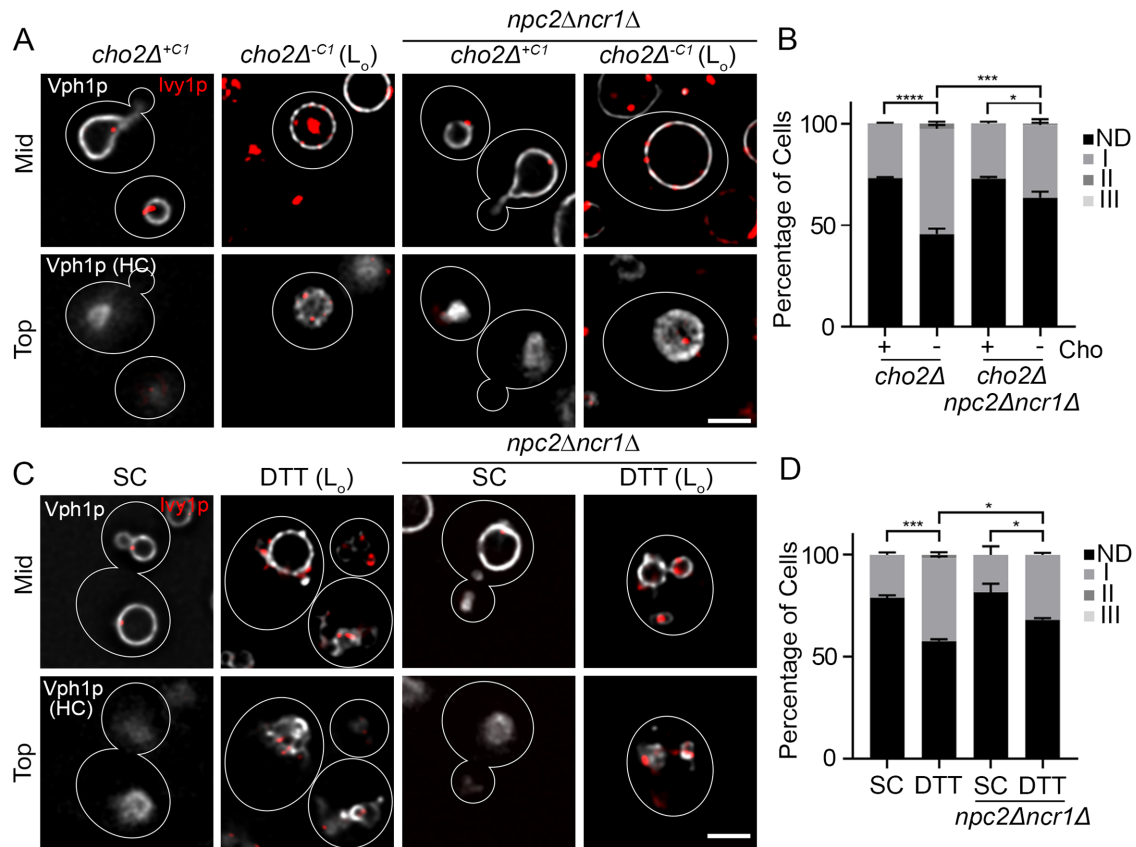 A
npc2Δncr1Δ
cho2Δ+C1
cho2Δ-C1 (Lo)
cho2Δ+C1
cho2Δ-C1 (Lo)
Mid
Vph1p
Ivy1p
Top
Vph1p (HC)
B
Percentage of Cells
100
50
0
****
***
*
ND
I
II
III
+
-
+
-
Cho
cho2Δ
cho2Δ
npc2Δncr1Δ
C
npc2Δncr1Δ
SC
DTT (Lo)
SC
DTT (Lo)
Mid
Vph1p
Ivy1p
Top
Vph1p
(HC)
D
Percentage of Cells
100
50
0
***
*
*
ND
I
II
III
SC DTT SC DTT
npc2Δncr1Δ